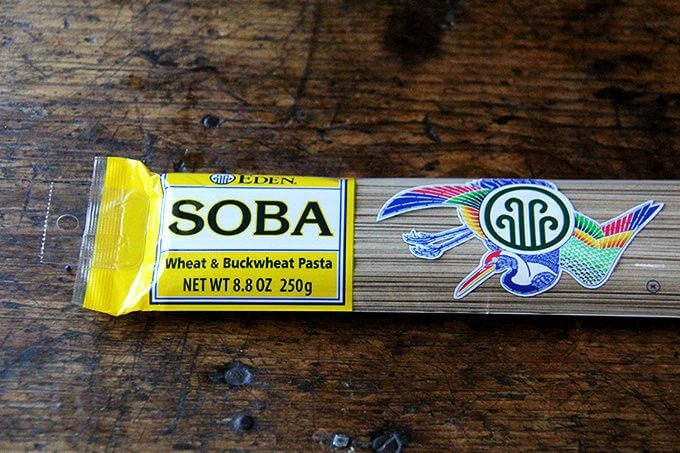 EDEN
SOBA
Wheat & Buckwheat Pasta
NET WT 8.8 OZ 250g